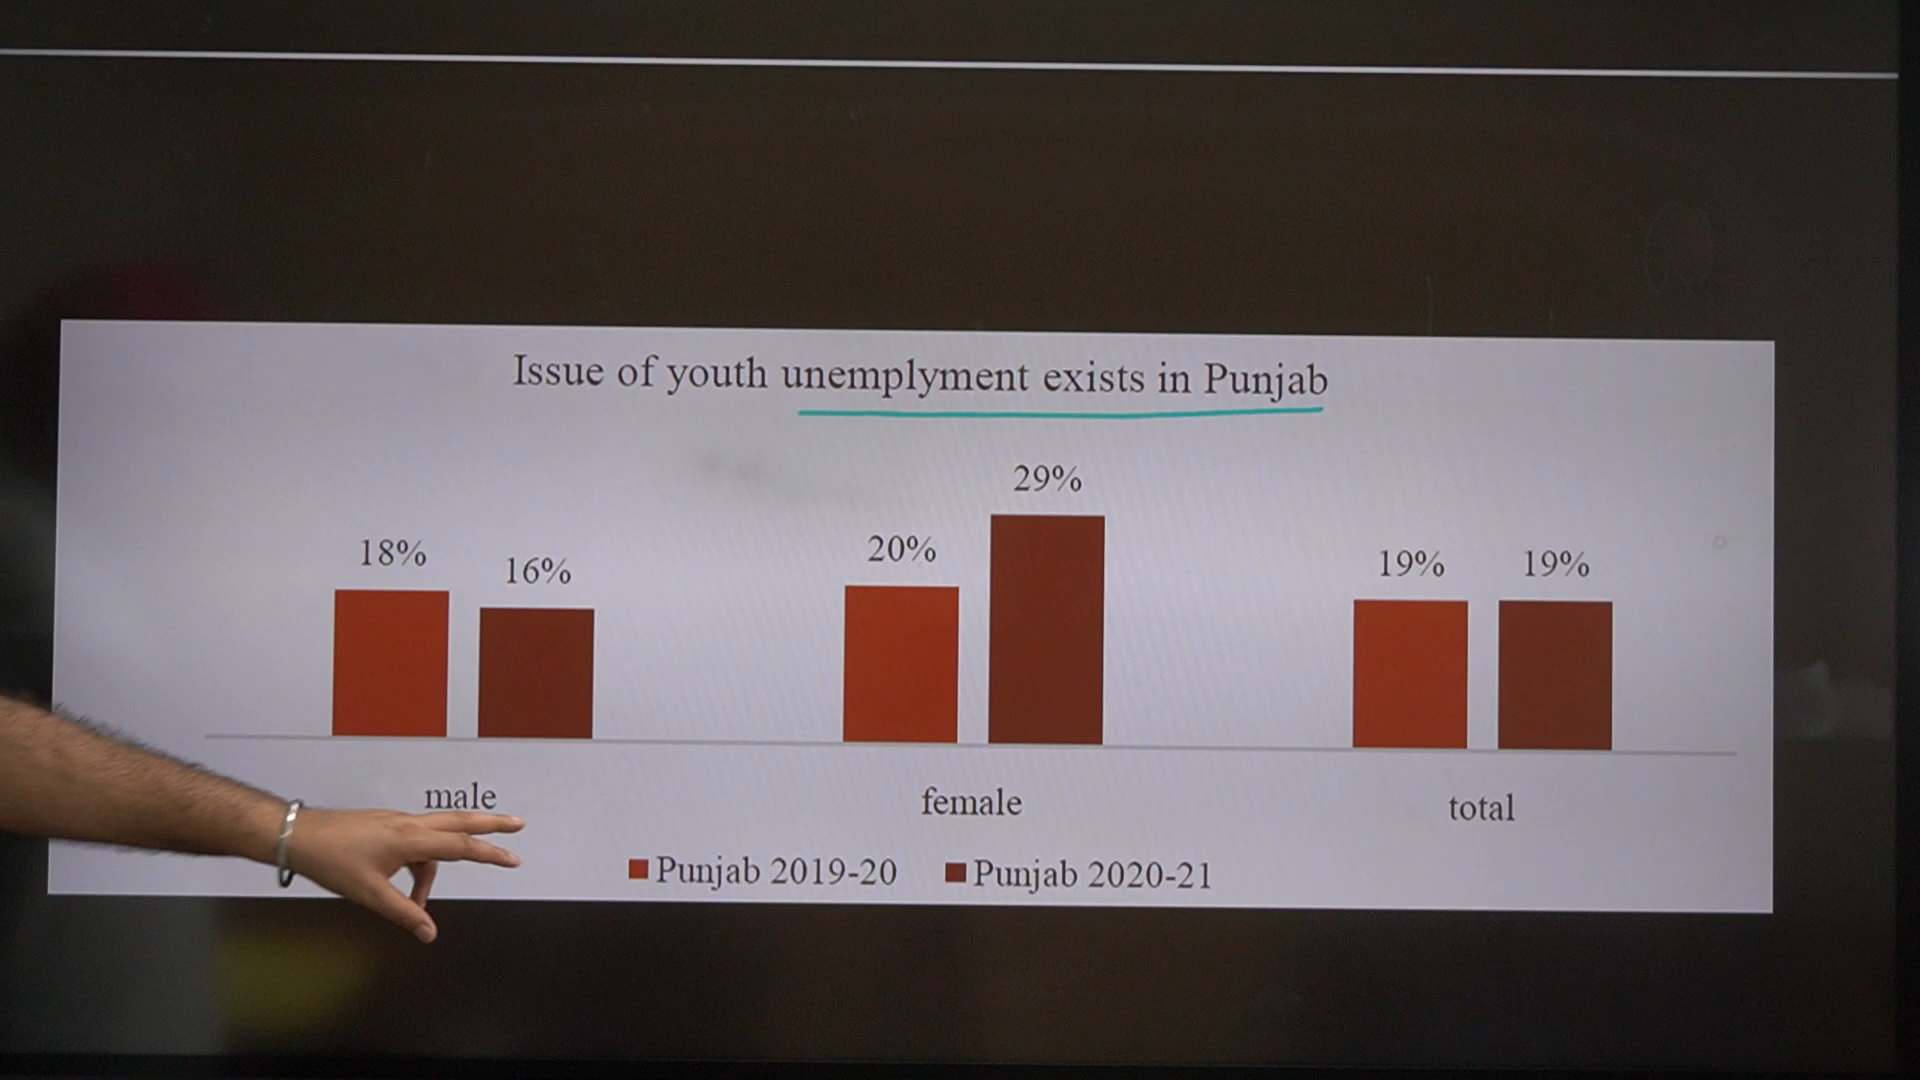 Issue of youth unemplyment exists in Punjab
29%
18%
16%
20%
19%
19%
male
female
total
Punjab 2019-20
Punjab 2020-21